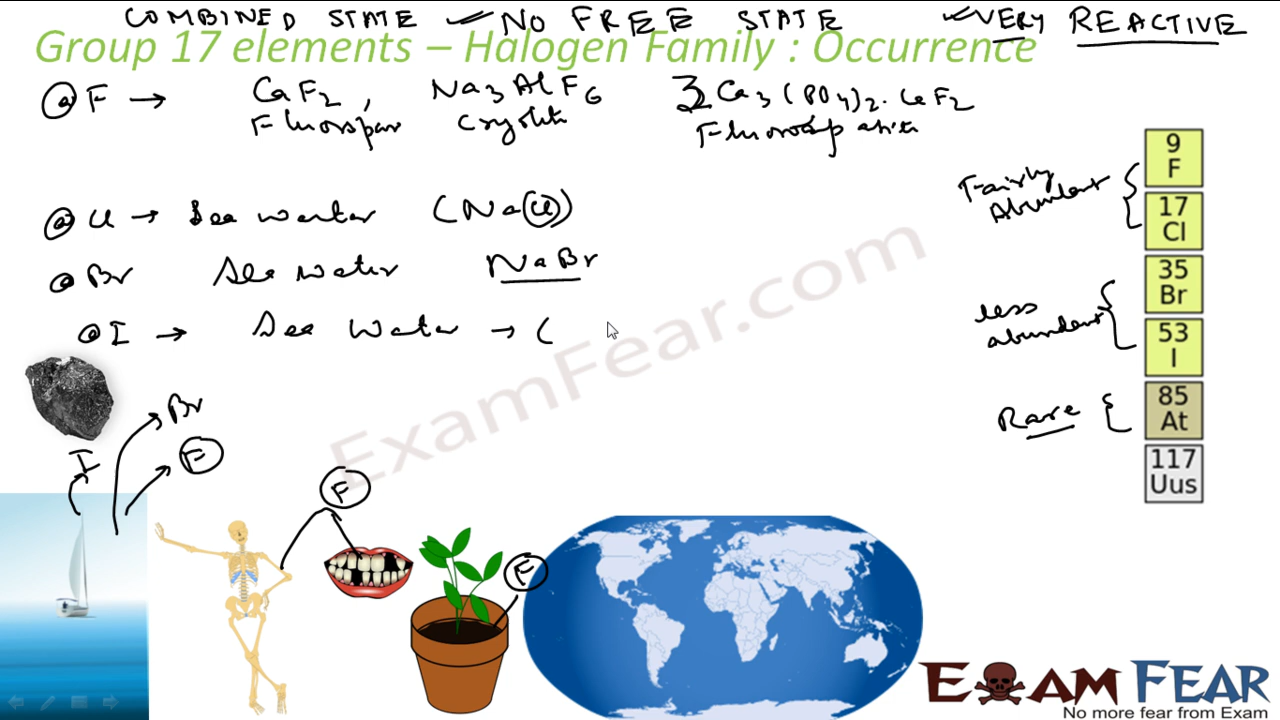 COMBINED STATE ✓ NO FREE STATE ✓ VERY REACTIVE
Group 17 elements – Halogen Family : Occurrence
F → CaF2 , Na3AlF6 3Ca3(PO4)2.CaF2
Fluorspar Cryolite Fluoroapatite
Cl → Sea water (NaCl)
Br Sea water NaBr
I → Sea Water → (
Fairly
Abundant
less
abundant
Rare
9
F
17
Cl
35
Br
53
I
85
At
117
Uus
Br
I
F
F
F
ExamFear.com
EXAM FEAR
No more fear from Exam